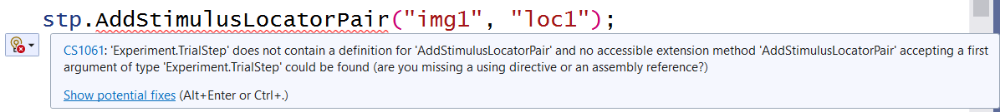 stp.AddStimulusLocatorPair("img1", "loc1");
CS1061: 'Experiment.TrialStep' does not contain a definition for 'AddStimulusLocatorPair' and no accessible extension method 'AddStimulusLocatorPair' accepting a first
argument of type 'Experiment.TrialStep' could be found (are you missing a using directive or an assembly reference?)
Show potential fixes (Alt+Enter or Ctrl+.)